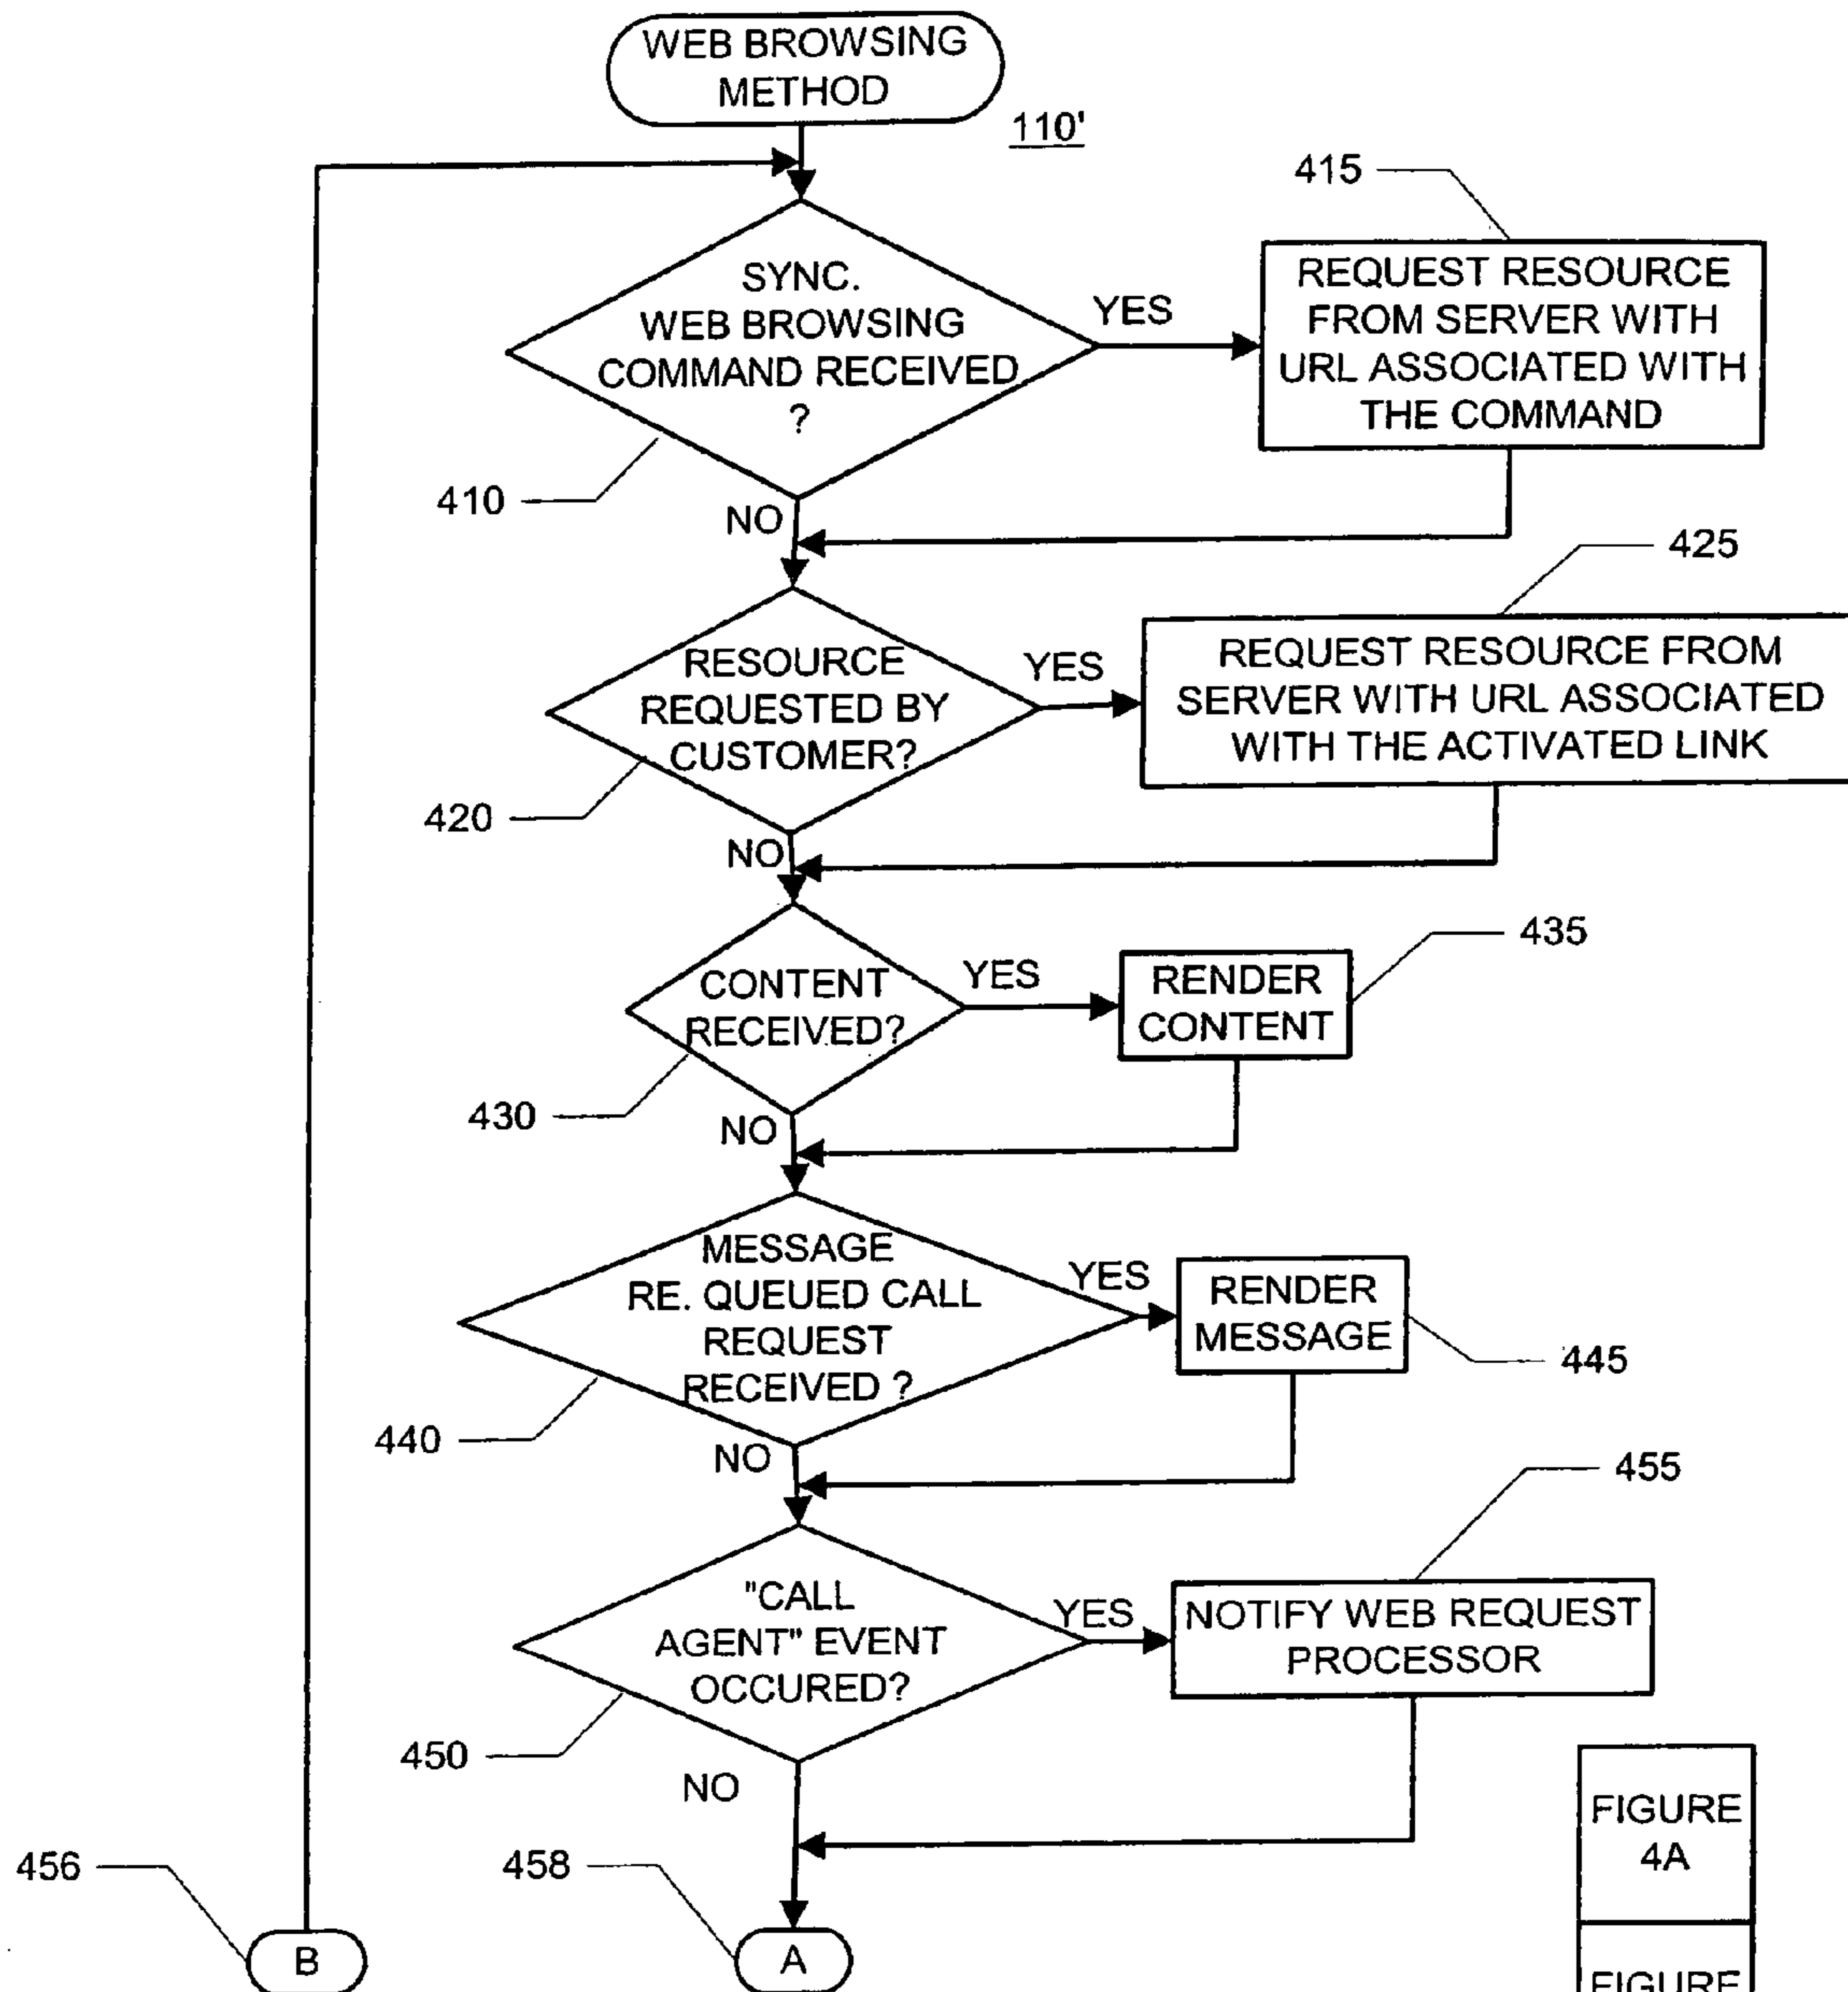 WEB BROWSING
METHOD
110'
415
SYNC.
WEB BROWSING
COMMAND RECEIVED
?
YES
REQUEST RESOURCE
FROM SERVER WITH
URL ASSOCIATED WITH
THE COMMAND
410
NO
425
RESOURCE
REQUESTED BY
CUSTOMER?
YES
REQUEST RESOURCE FROM
SERVER WITH URL ASSOCIATED
WITH THE ACTIVATED LINK
420
NO
435
CONTENT
RECEIVED?
YES
RENDER
CONTENT
430
NO
MESSAGE
RE. QUEUED CALL
REQUEST
RECEIVED ?
YES
RENDER
MESSAGE
445
440
NO
455
"CALL
AGENT" EVENT
OCCURED?
YES
NOTIFY WEB REQUEST
PROCESSOR
450
NO
FIGURE
4A
456
458
B
A
FIGURE